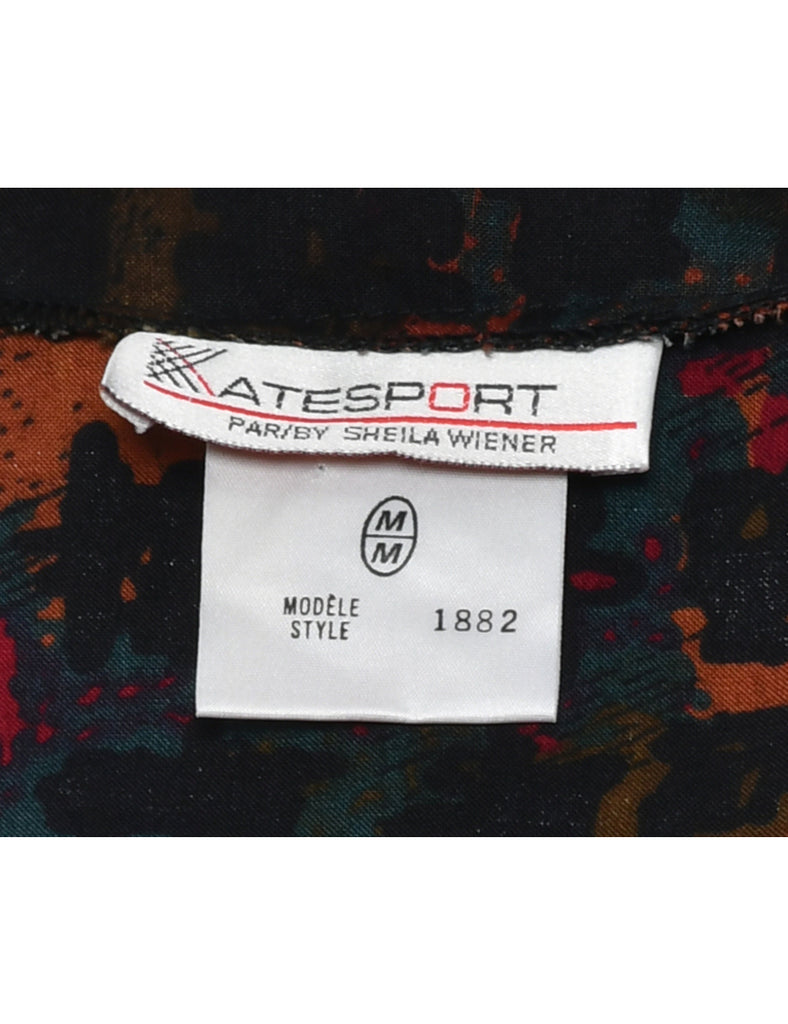 KATESPORT
PAR/BY SHEILA WIENER
M
M
MODÈLE
STYLE 1882